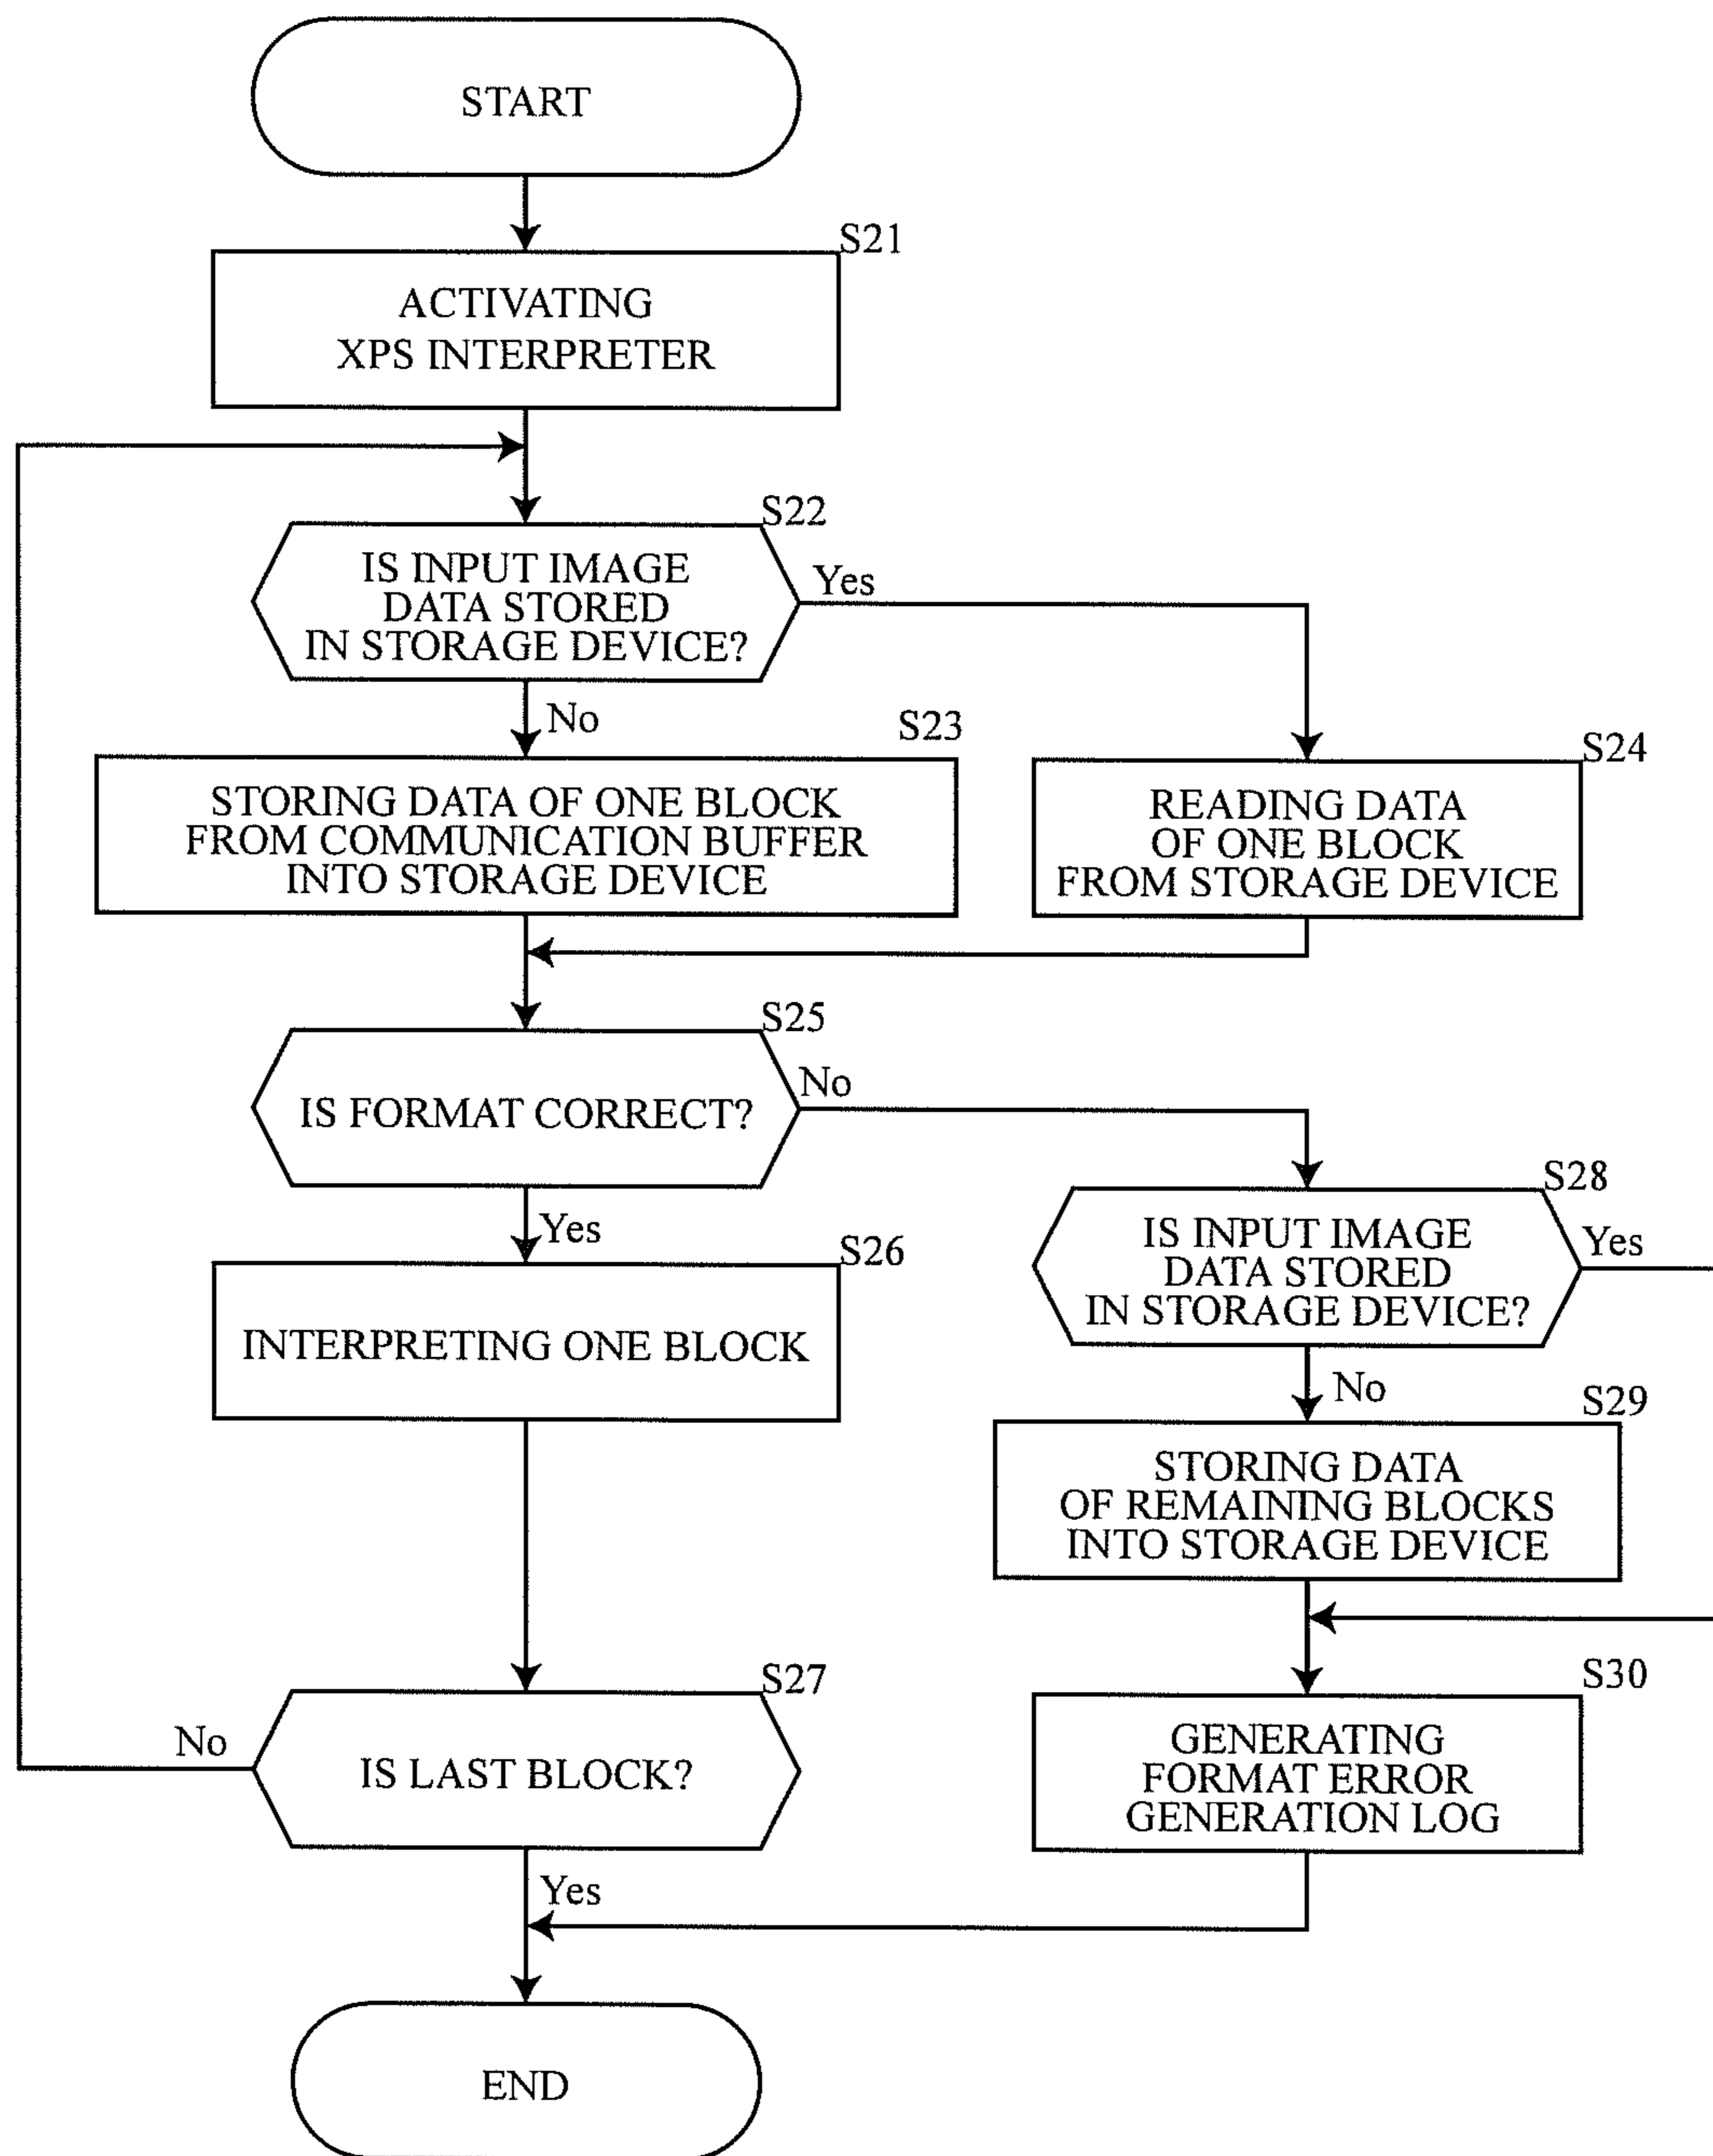 START
S21
ACTIVATING
XPS INTERPRETER
S22
IS INPUT IMAGE
DATA STORED
IN STORAGE DEVICE?
Yes
No
S23
STORING DATA OF ONE BLOCK
FROM COMMUNICATION BUFFER
INTO STORAGE DEVICE
S24
READING DATA
OF ONE BLOCK
FROM STORAGE DEVICE
S25
IS FORMAT CORRECT?
No
Yes
S26
INTERPRETING ONE BLOCK
S28
IS INPUT IMAGE
DATA STORED
IN STORAGE DEVICE?
Yes
No
S29
STORING DATA
OF REMAINING BLOCKS
INTO STORAGE DEVICE
S27
IS LAST BLOCK?
No
Yes
S30
GENERATING
FORMAT ERROR
GENERATION LOG
END